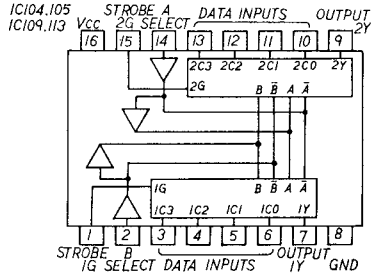 IC104,105
IC109,113
Vcc
STROBE A
2G SELECT
DATA INPUTS
OUTPUT
2Y
16 15 14 13 12 11 10 9
2C3 2C2 2C1 2C0 2Y
2G
B B̅ A A̅
B B̅ A A̅
1G
1C3 1C2 1C1 1C0 1Y
1 2 3 4 5 6 7 8
STROBE B
1G SELECT
DATA INPUTS
OUTPUT
1Y
GND